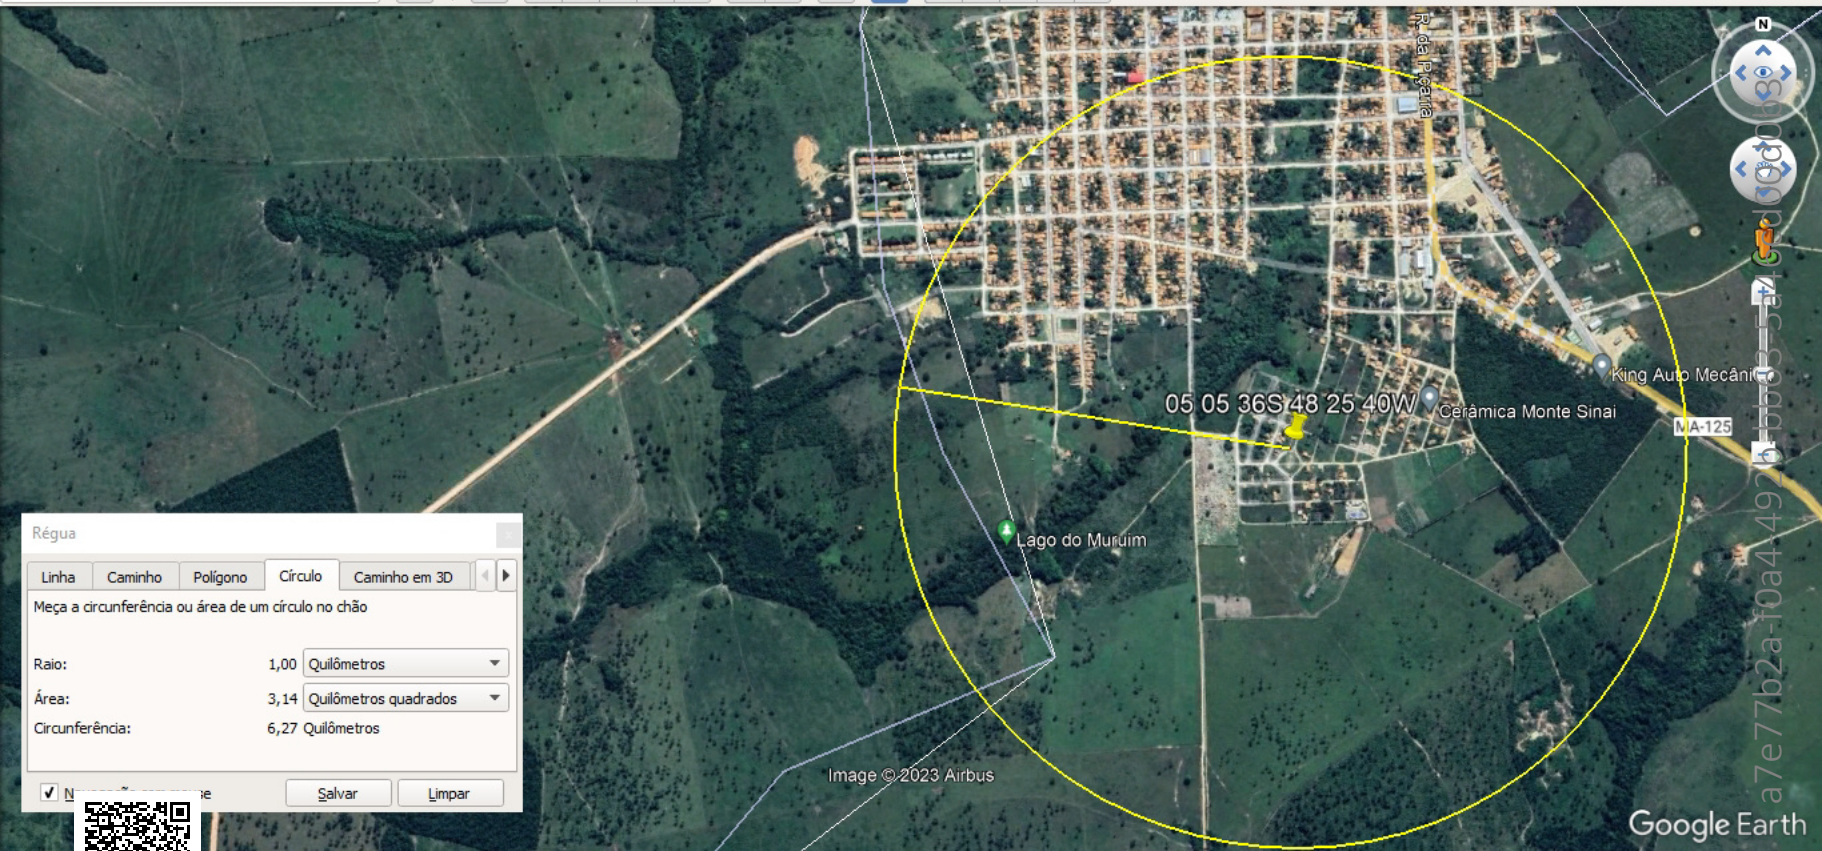 N
R. da Piçarra
King Auto Mecâni
05 05 36S 48 25 40W
Cerâmica Monte Sinai
MA-125
Lago do Muruim
Régua
Linha
Caminho
Polígono
Círculo
Caminho em 3D
Meça a circunferência ou área de um círculo no chão
Raio:
1,00 Quilômetros
Área:
3,14 Quilômetros quadrados
Circunferência:
6,27 Quilômetros
Salvar
Limpar
Image © 2023 Airbus
Google Earth